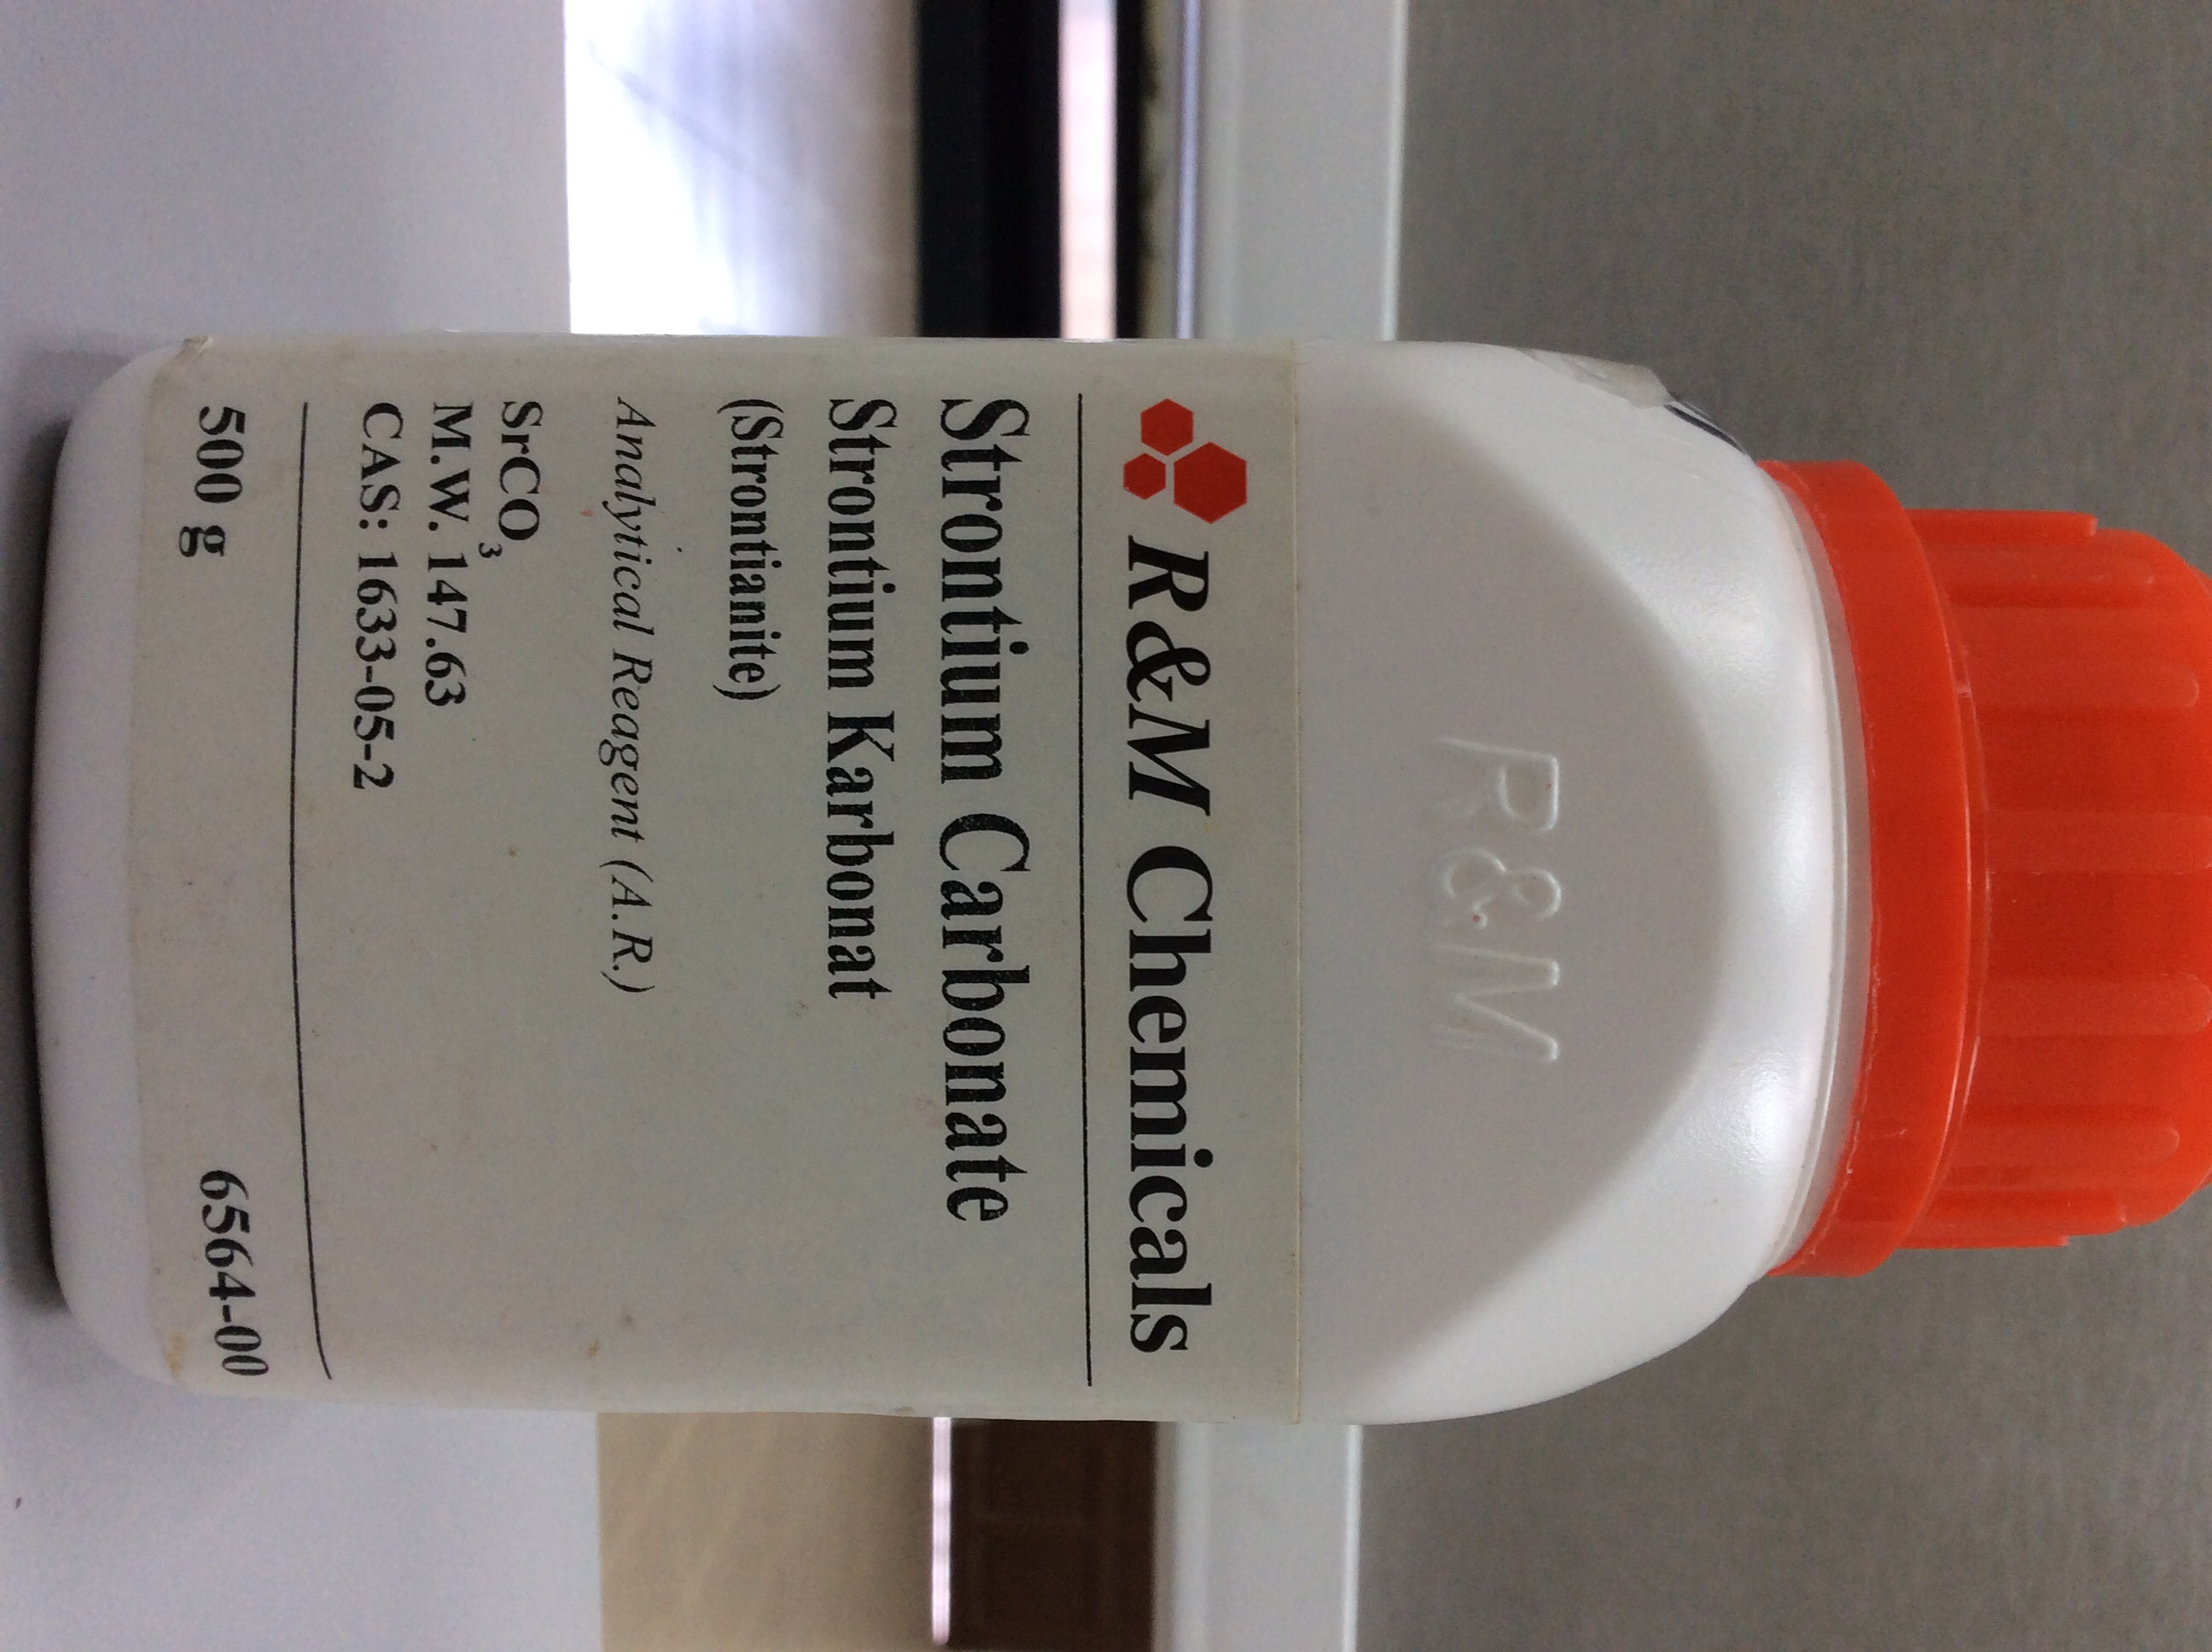 R&M
R&M Chemicals
Strontium Carbonate
Strontium Karbonat
(Strontianite)
Analytical Reagent (A.R.)
SrCO₃
M.W. 147.63
CAS: 1633-05-2
500 g 6564-00